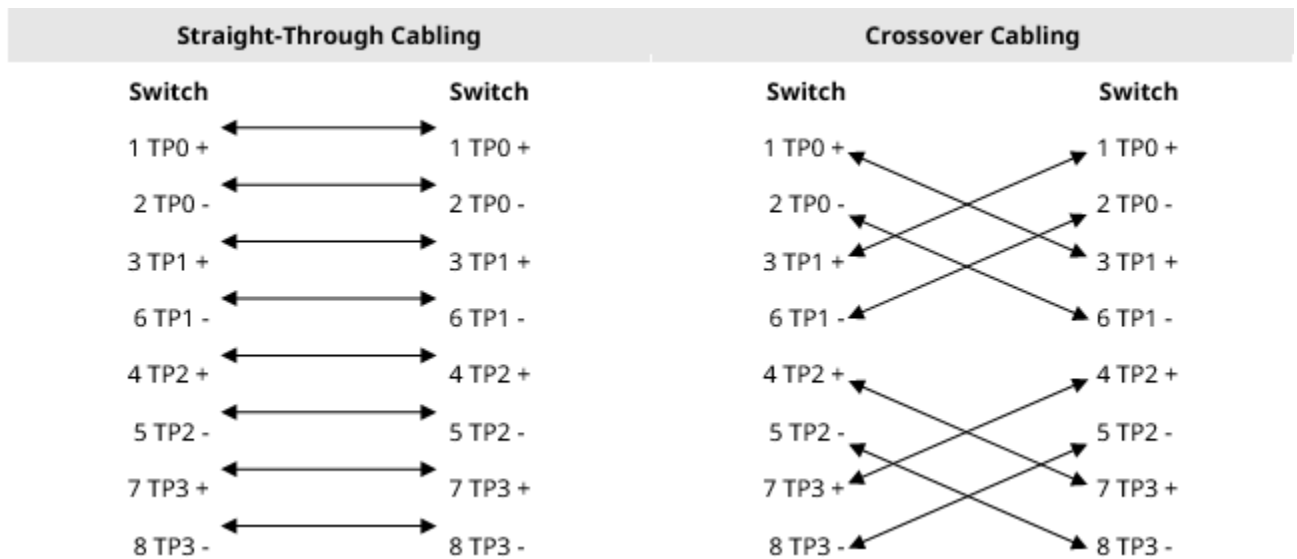 Straight-Through Cabling Crossover Cabling
Switch Switch Switch Switch
1 TP0 + 1 TP0 + 1 TP0 + 1 TP0 +
2 TP0 - 2 TP0 - 2 TP0 - 2 TP0 -
3 TP1 + 3 TP1 + 3 TP1 + 3 TP1 +
6 TP1 - 6 TP1 - 6 TP1 - 6 TP1 -
4 TP2 + 4 TP2 + 4 TP2 + 4 TP2 +
5 TP2 - 5 TP2 - 5 TP2 - 5 TP2 -
7 TP3 + 7 TP3 + 7 TP3 + 7 TP3 +
8 TP3 - 8 TP3 - 8 TP3 - 8 TP3 -